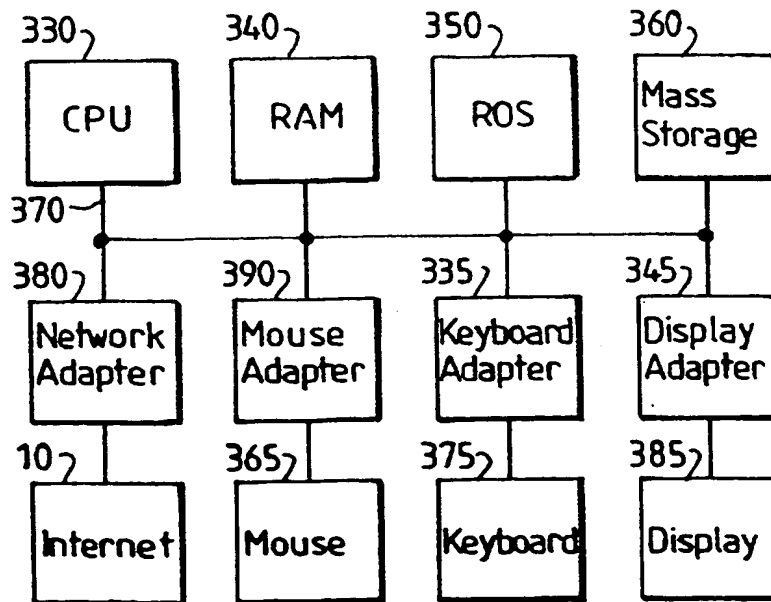 330 340 350 360
CPU RAM ROS Mass
Storage
370
380 390 335 345
Network Mouse Keyboard Display
Adapter Adapter Adapter Adapter
10 365 375 385
Internet Mouse Keyboard Display